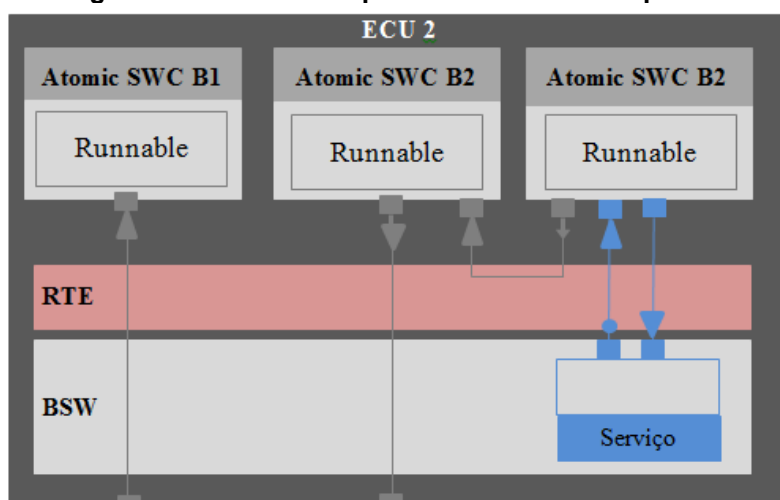 ECU 2
Atomic SWC B1
Atomic SWC B2
Atomic SWC B2
Runnable
Runnable
Runnable
RTE
BSW
Serviço